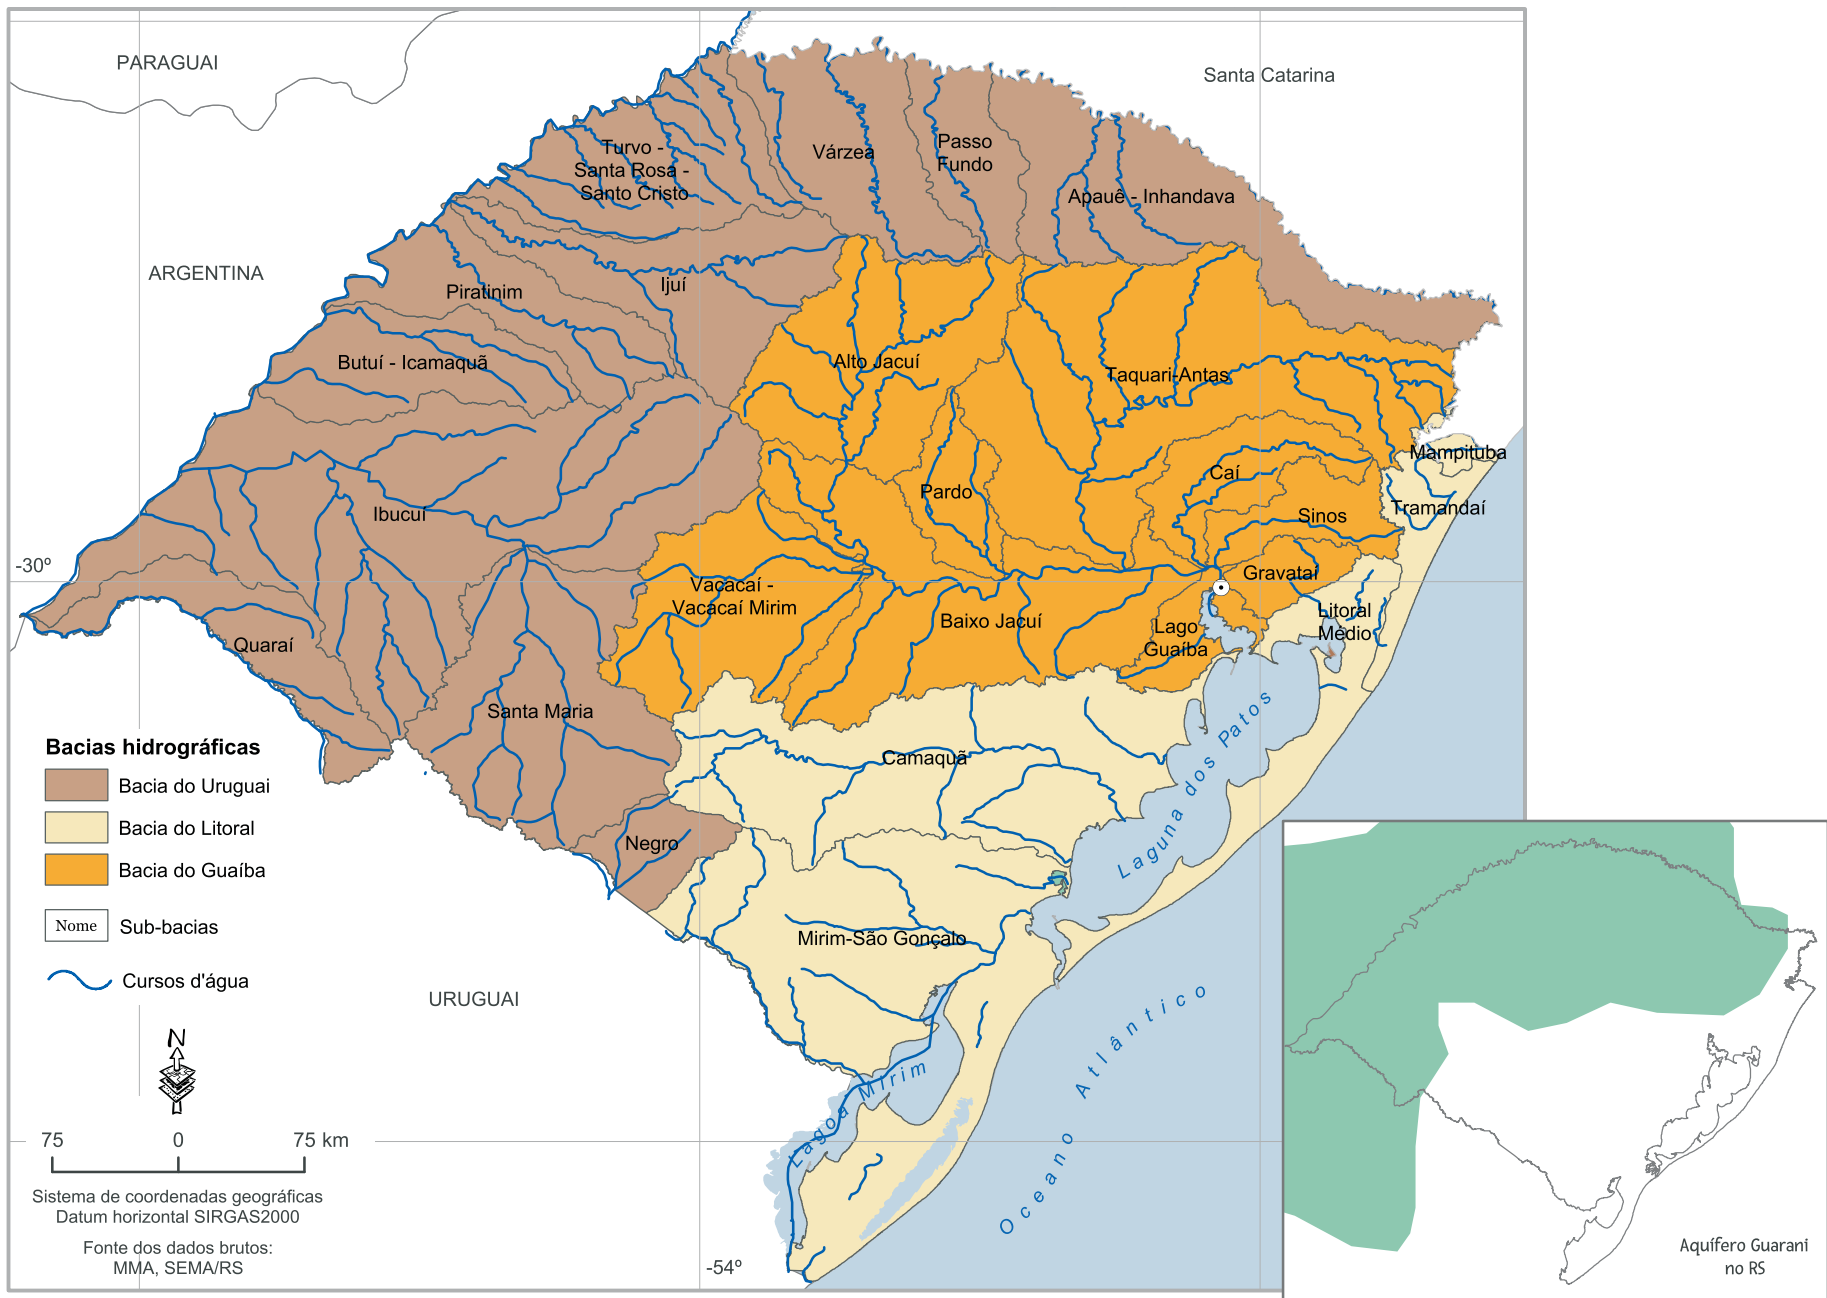 PARAGUAI
Santa Catarina
ARGENTINA
Turvo -
Santa Rosa -
Santo Cristo
Várzea
Passo
Fundo
Apauê - Inhandava
Ijuí
Piratinim
Butuí - Icamaquã
Alto Jacuí
Taquari-Antas
Mampituba
Caí
Pardo
Tramandaí
Sinos
Ibucuí
-30º
Gravataí
Vacacaí -
Vacacaí Mirim
Baixo Jacuí
Litoral
Médio
Lago
Guaíba
Quaraí
Santa Maria
Laguna dos Patos
Camaquã
Negro
Mirim-São Gonçalo
URUGUAI
Lagoa Mirim
Oceano Atlântico
Bacias hidrográficas
Bacia do Uruguai
Bacia do Litoral
Bacia do Guaíba
Nome Sub-bacias
Cursos d'água
N
75 0 75 km
Sistema de coordenadas geográficas
Datum horizontal SIRGAS2000
Fonte dos dados brutos:
MMA, SEMA/RS
-54º
Aquífero Guarani
no RS